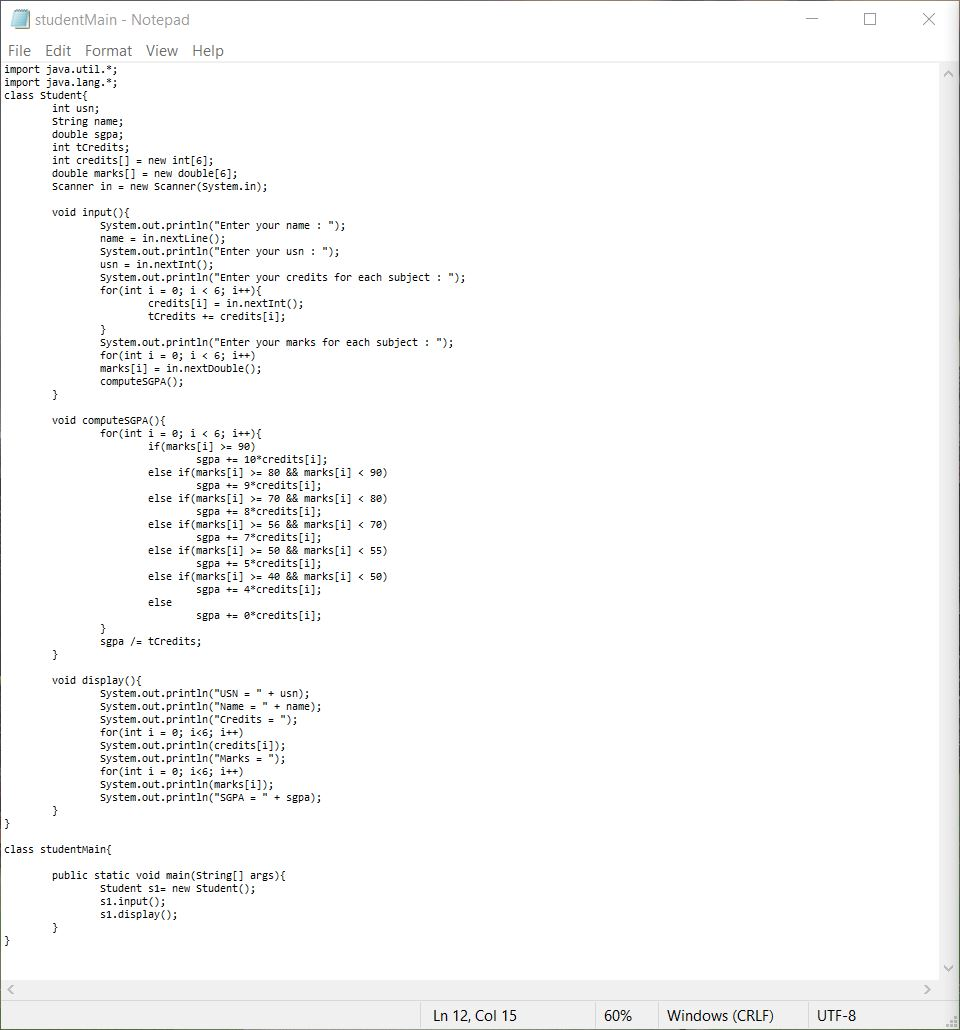 studentMain - Notepad
File Edit Format View Help
import java.util.*;
import java.lang.*;
class Student{
        int usn;
        String name;
        double sgpa;
        int tCredits;
        int credits[] = new int[6];
        double marks[] = new double[6];
        Scanner in = new Scanner(System.in);

        void input(){
                System.out.println("Enter your name : ");
                name = in.nextLine();
                System.out.println("Enter your usn : ");
                usn = in.nextInt();
                System.out.println("Enter your credits for each subject : ");
                for(int i = 0; i < 6; i++){
                        credits[i] = in.nextInt();
                        tCredits += credits[i];
                }
                System.out.println("Enter your marks for each subject : ");
                for(int i = 0; i < 6; i++)
                marks[i] = in.nextDouble();
                computeSGPA();
        }

        void computeSGPA(){
                for(int i = 0; i < 6; i++){
                        if(marks[i] >= 90)
                                sgpa += 10*credits[i];
                        else if(marks[i] >= 80 && marks[i] < 90)
                                sgpa += 9*credits[i];
                        else if(marks[i] >= 70 && marks[i] < 80)
                                sgpa += 8*credits[i];
                        else if(marks[i] >= 56 && marks[i] < 70)
                                sgpa += 7*credits[i];
                        else if(marks[i] >= 50 && marks[i] < 55)
                                sgpa += 5*credits[i];
                        else if(marks[i] >= 40 && marks[i] < 50)
                                sgpa += 4*credits[i];
                        else
                                sgpa += 0*credits[i];
                }
                sgpa /= tCredits;
        }

        void display(){
                System.out.println("USN = " + usn);
                System.out.println("Name = " + name);
                System.out.println("Credits = ");
                for(int i = 0; i<6; i++)
                System.out.println(credits[i]);
                System.out.println("Marks = ");
                for(int i = 0; i<6; i++)
                System.out.println(marks[i]);
                System.out.println("SGPA = " + sgpa);
        }
}

class studentMain{

        public static void main(String[] args){
                Student s1= new Student();
                s1.input();
                s1.display();
        }
}
Ln 12, Col 15 60% Windows (CRLF) UTF-8